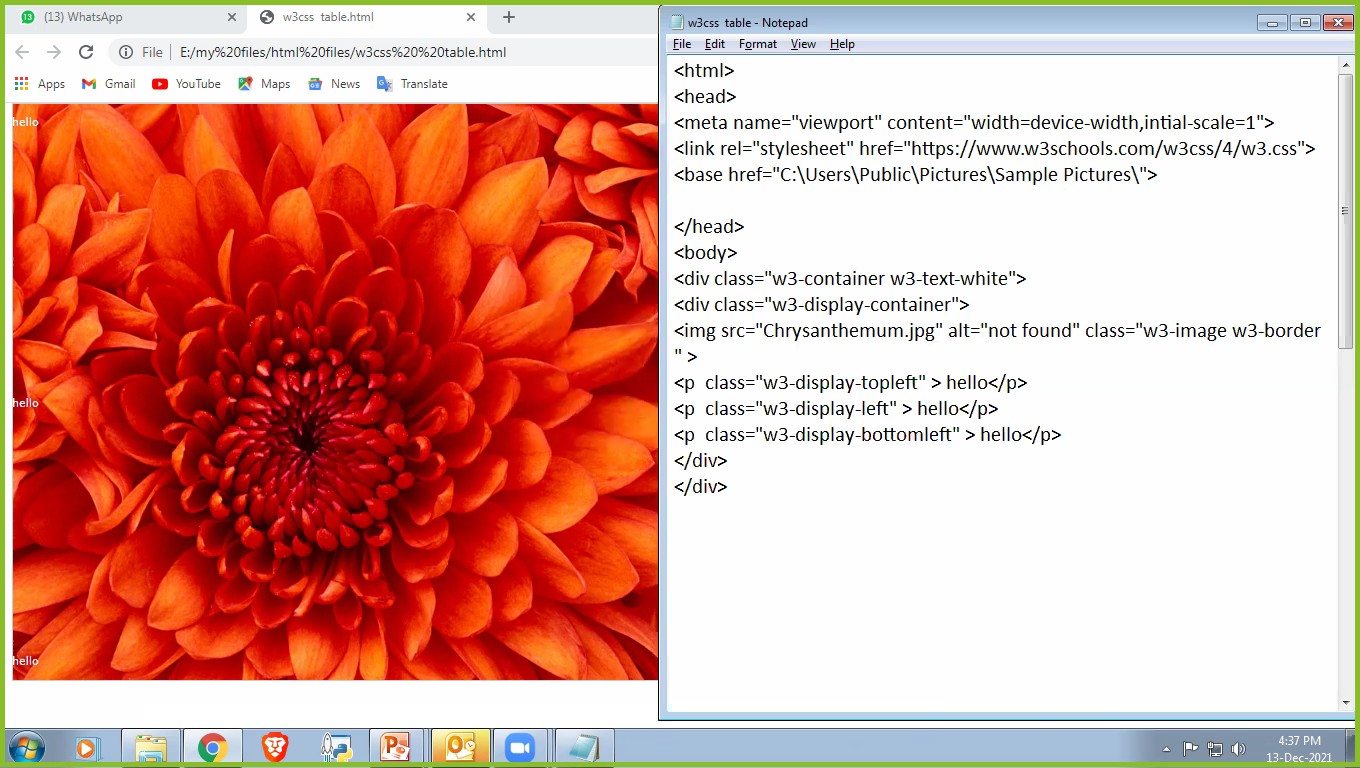 13
(13) WhatsApp
w3css table.html
File
E:/my%20files/html%20files/w3css%20%20table.html
Apps
Gmail
YouTube
Maps
News
Translate
hello
hello
hello
w3css table - Notepad
File Edit Format View Help
<html>
<head>
<meta name="viewport" content="width=device-width,intial-scale=1">
<link rel="stylesheet" href="https://www.w3schools.com/w3css/4/w3.css">
<base href="C:\Users\Public\Pictures\Sample Pictures\">
</head>
<body>
<div class="w3-container w3-text-white">
<div class="w3-display-container">
<img src="Chrysanthemum.jpg" alt="not found" class="w3-image w3-border
" >
<p  class="w3-display-topleft" > hello</p>
<p  class="w3-display-left" > hello</p>
<p  class="w3-display-bottomleft" > hello</p>
</div>
</div>
4:37 PM
13-Dec-2021